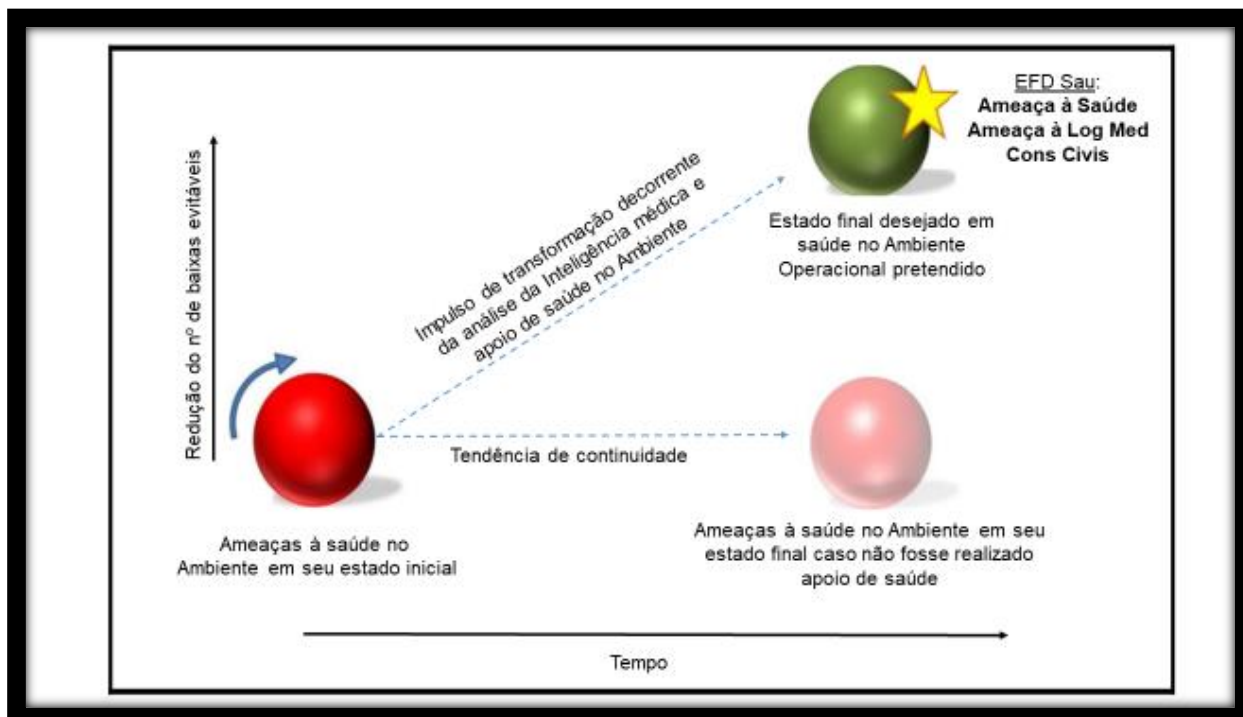 EFD Sau:
Ameaça à Saúde
Ameaça à Log Med
Cons Civis
Redução do nº de baixas evitáveis
Impulso de transformação decorrente
da análise da Inteligência médica e
apoio de saúde no Ambiente
Estado final desejado em
saúde no Ambiente
Operacional pretendido
Tendência de continuidade
Ameaças à saúde no
Ambiente em seu estado inicial
Ameaças à saúde no Ambiente em seu
estado final caso não fosse realizado
apoio de saúde
Tempo